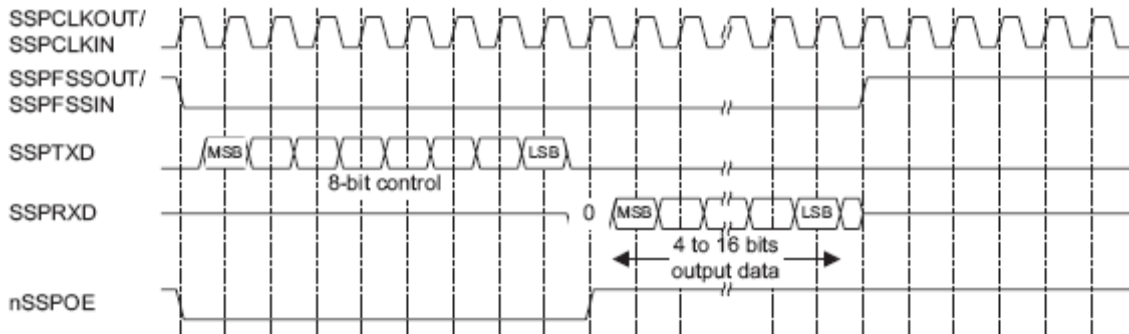 SSPCLKOUT/
SSPCLKIN
SSPFSSOUT/
SSPFSSIN
SSPTXD
MSB LSB
8-bit control
SSPRXD
0 MSB LSB
4 to 16 bits
output data
nSSPOE